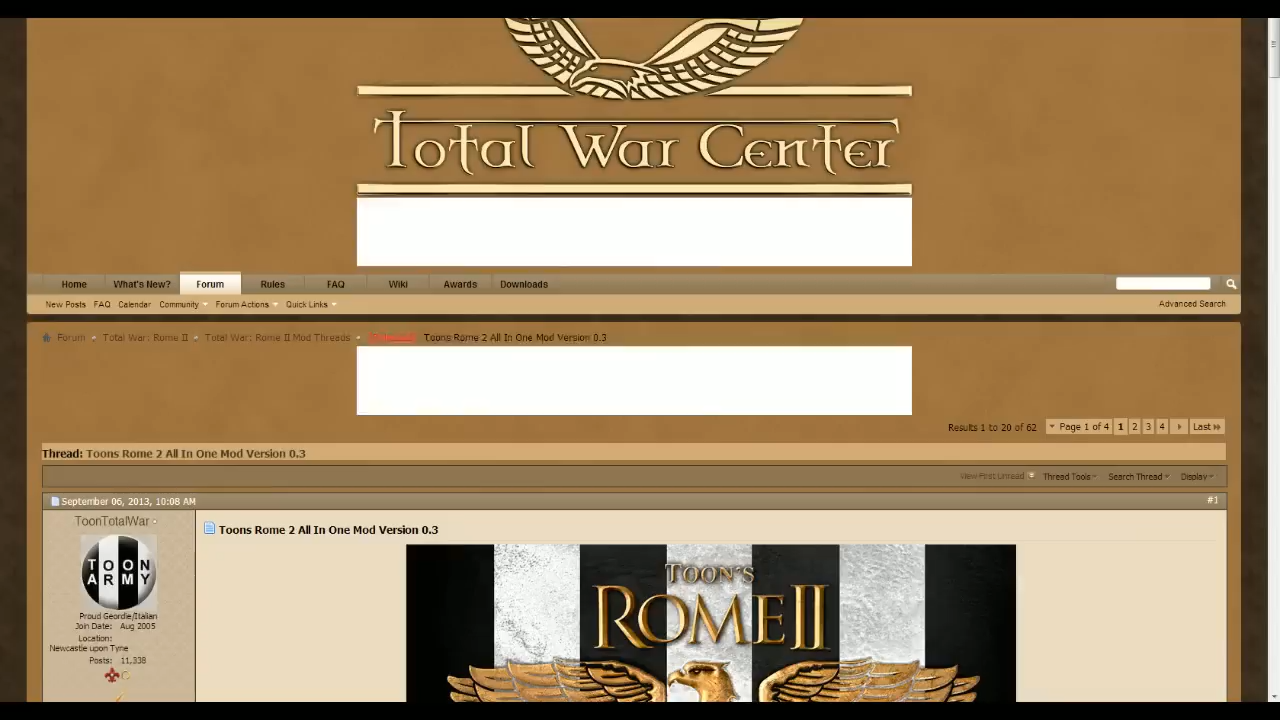 Total War Center
Home What's New? Forum Rules FAQ Wiki Awards Downloads
New Posts FAQ Calendar Community Forum Actions Quick Links Advanced Search
Forum Total War: Rome II Total War: Rome II Mod Threads Toons Rome 2 All In One Mod Version 0.3
Results 1 to 20 of 62 Page 1 of 4 1 2 3 4 Last
Thread: Toons Rome 2 All In One Mod Version 0.3
View First Unread Thread Tools Search Thread Display
September 06, 2013, 10:08 AM #1
ToonTotalWar
TOON
ARMY
Proud Geordie/Italian
Join Date: Aug 2005
Location:
Newcastle upon Tyne
Posts: 11,338
Toons Rome 2 All In One Mod Version 0.3
TOON'S
ROME II